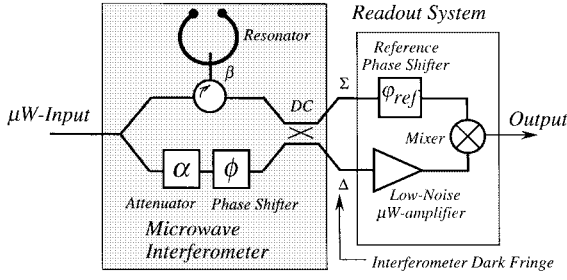 Readout System
Resonator
Reference
Phase Shifter
β
Σ
φref
DC
μW-Input
Output
Mixer
α
ϕ
Δ
Attenuator
Phase Shifter
Low-Noise
μW-amplifier
Microwave
Interferometer
Interferometer Dark Fringe